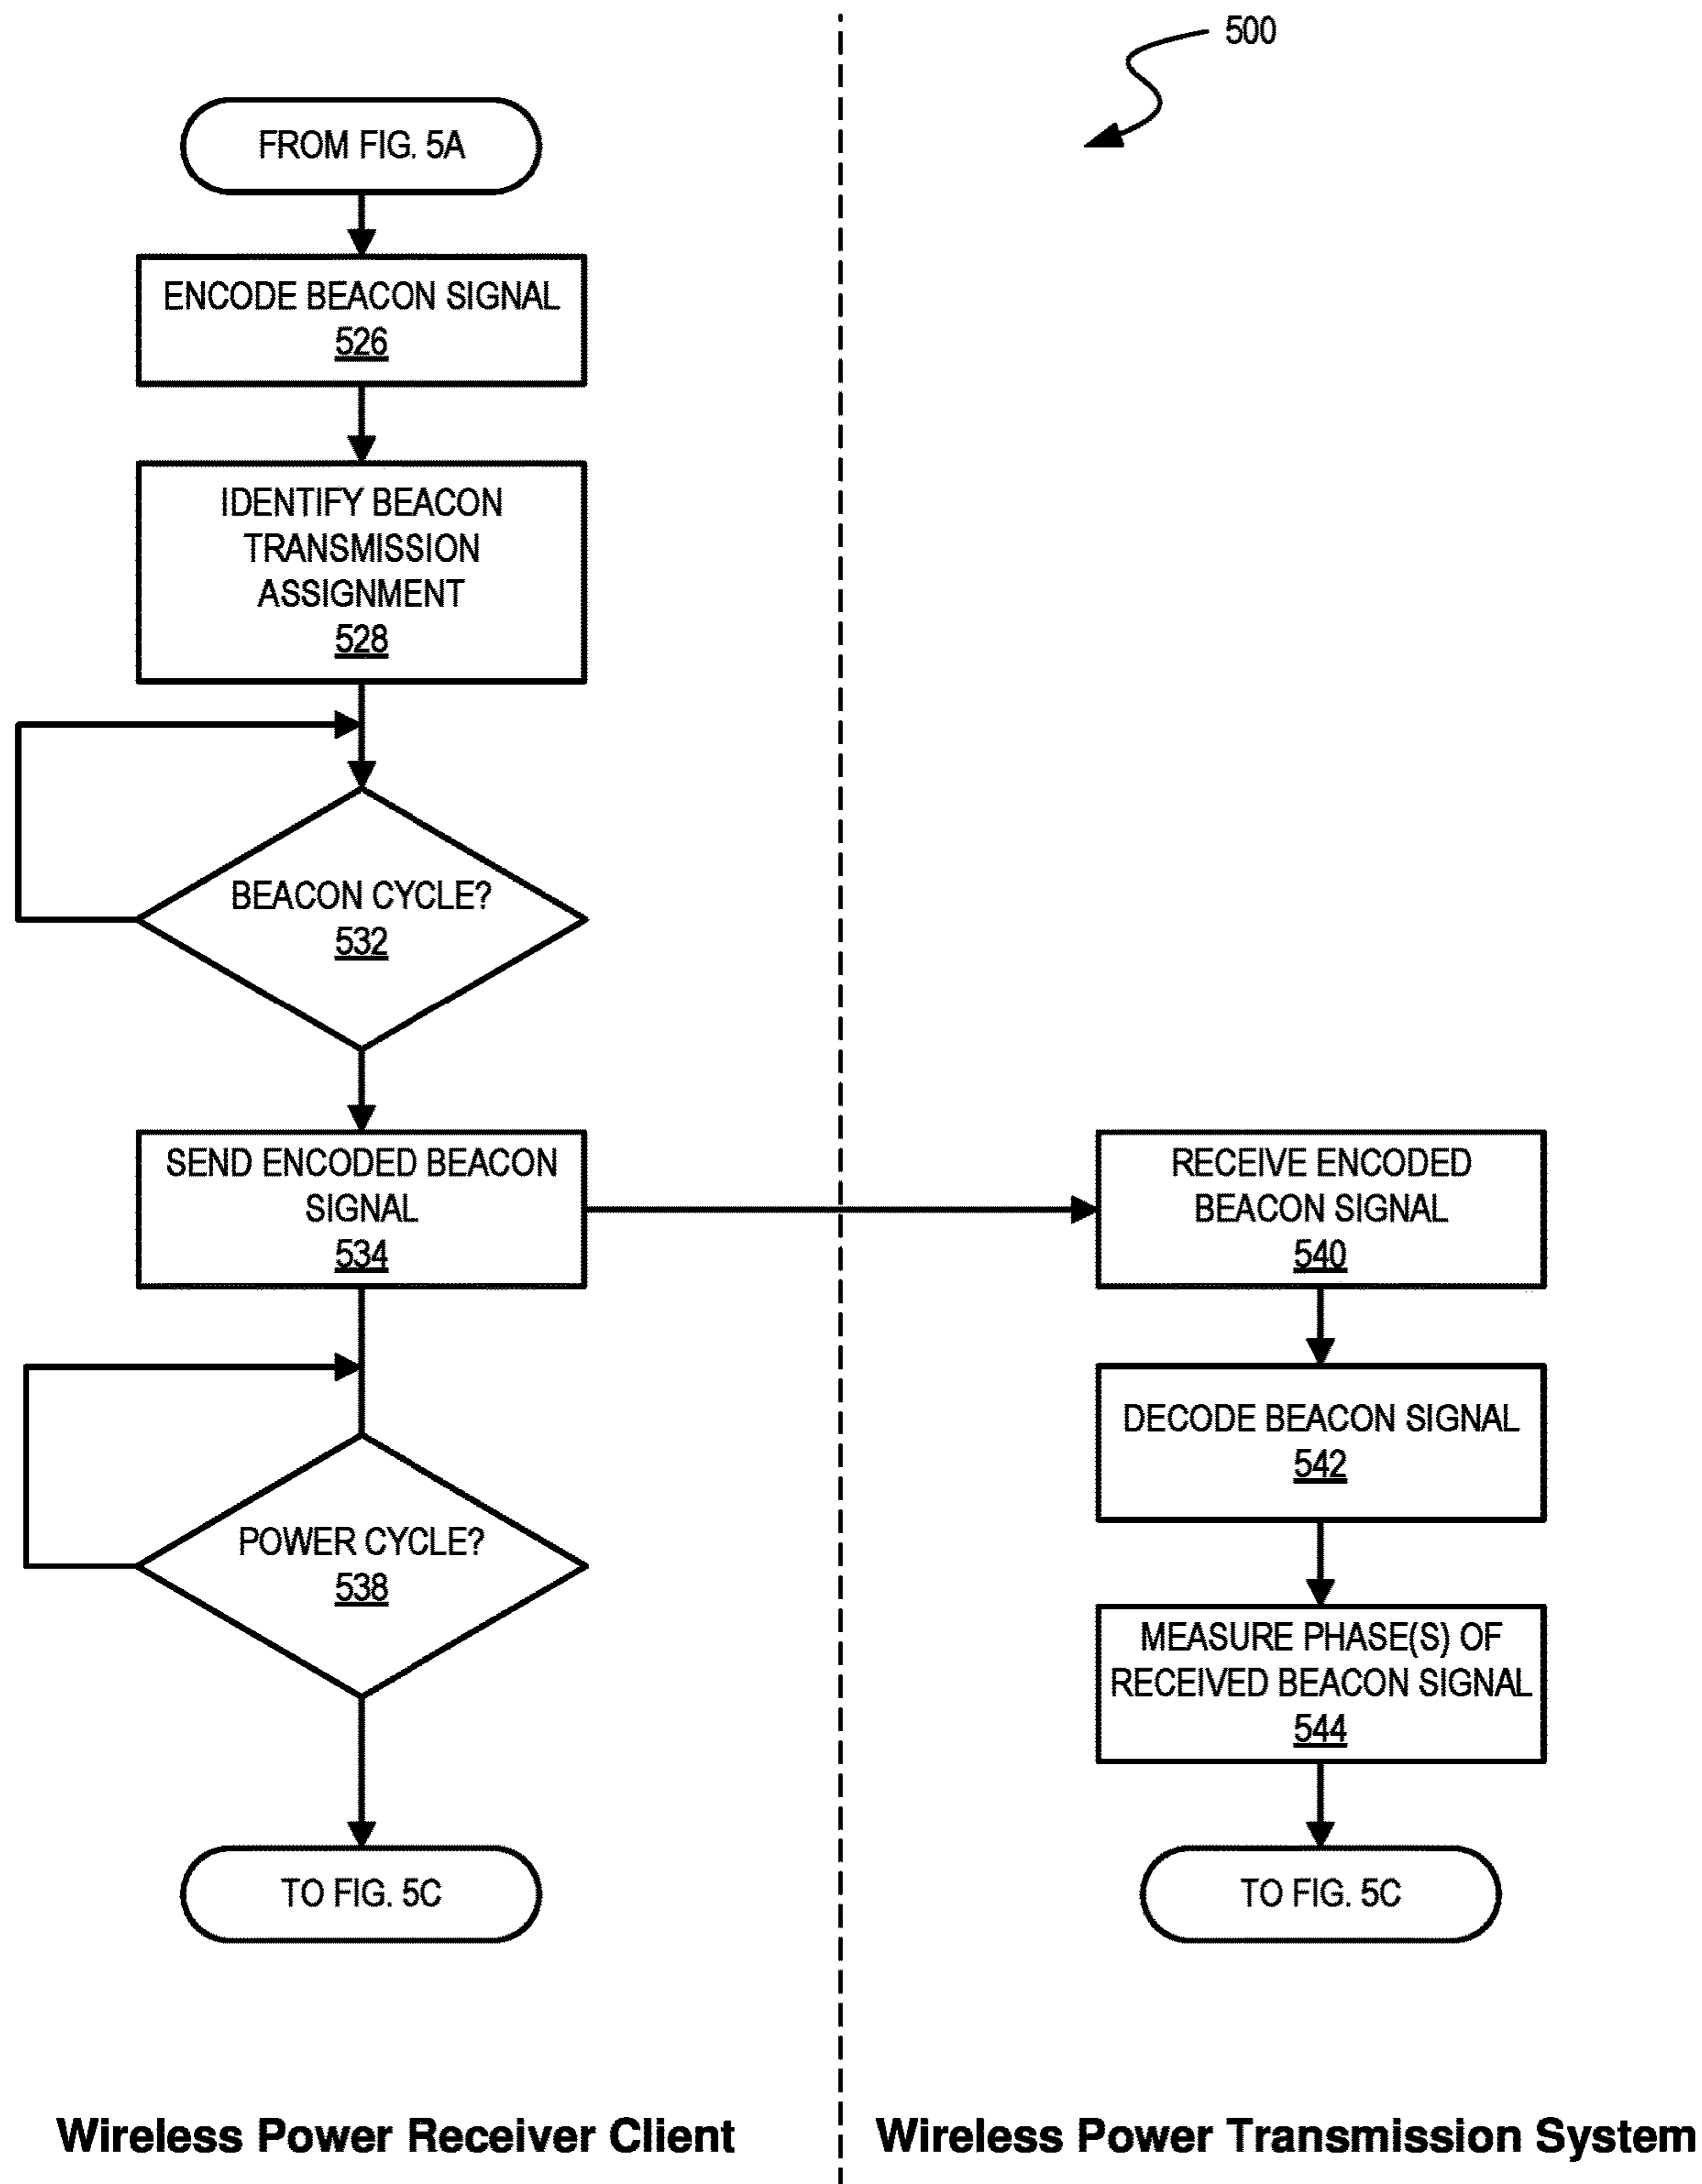 500
FROM FIG. 5A
ENCODE BEACON SIGNAL
526
IDENTIFY BEACON
TRANSMISSION
ASSIGNMENT
528
BEACON CYCLE?
532
SEND ENCODED BEACON
SIGNAL
534
POWER CYCLE?
538
TO FIG. 5C
RECEIVE ENCODED
BEACON SIGNAL
540
DECODE BEACON SIGNAL
542
MEASURE PHASE(S) OF
RECEIVED BEACON SIGNAL
544
TO FIG. 5C
Wireless Power Receiver Client
Wireless Power Transmission System